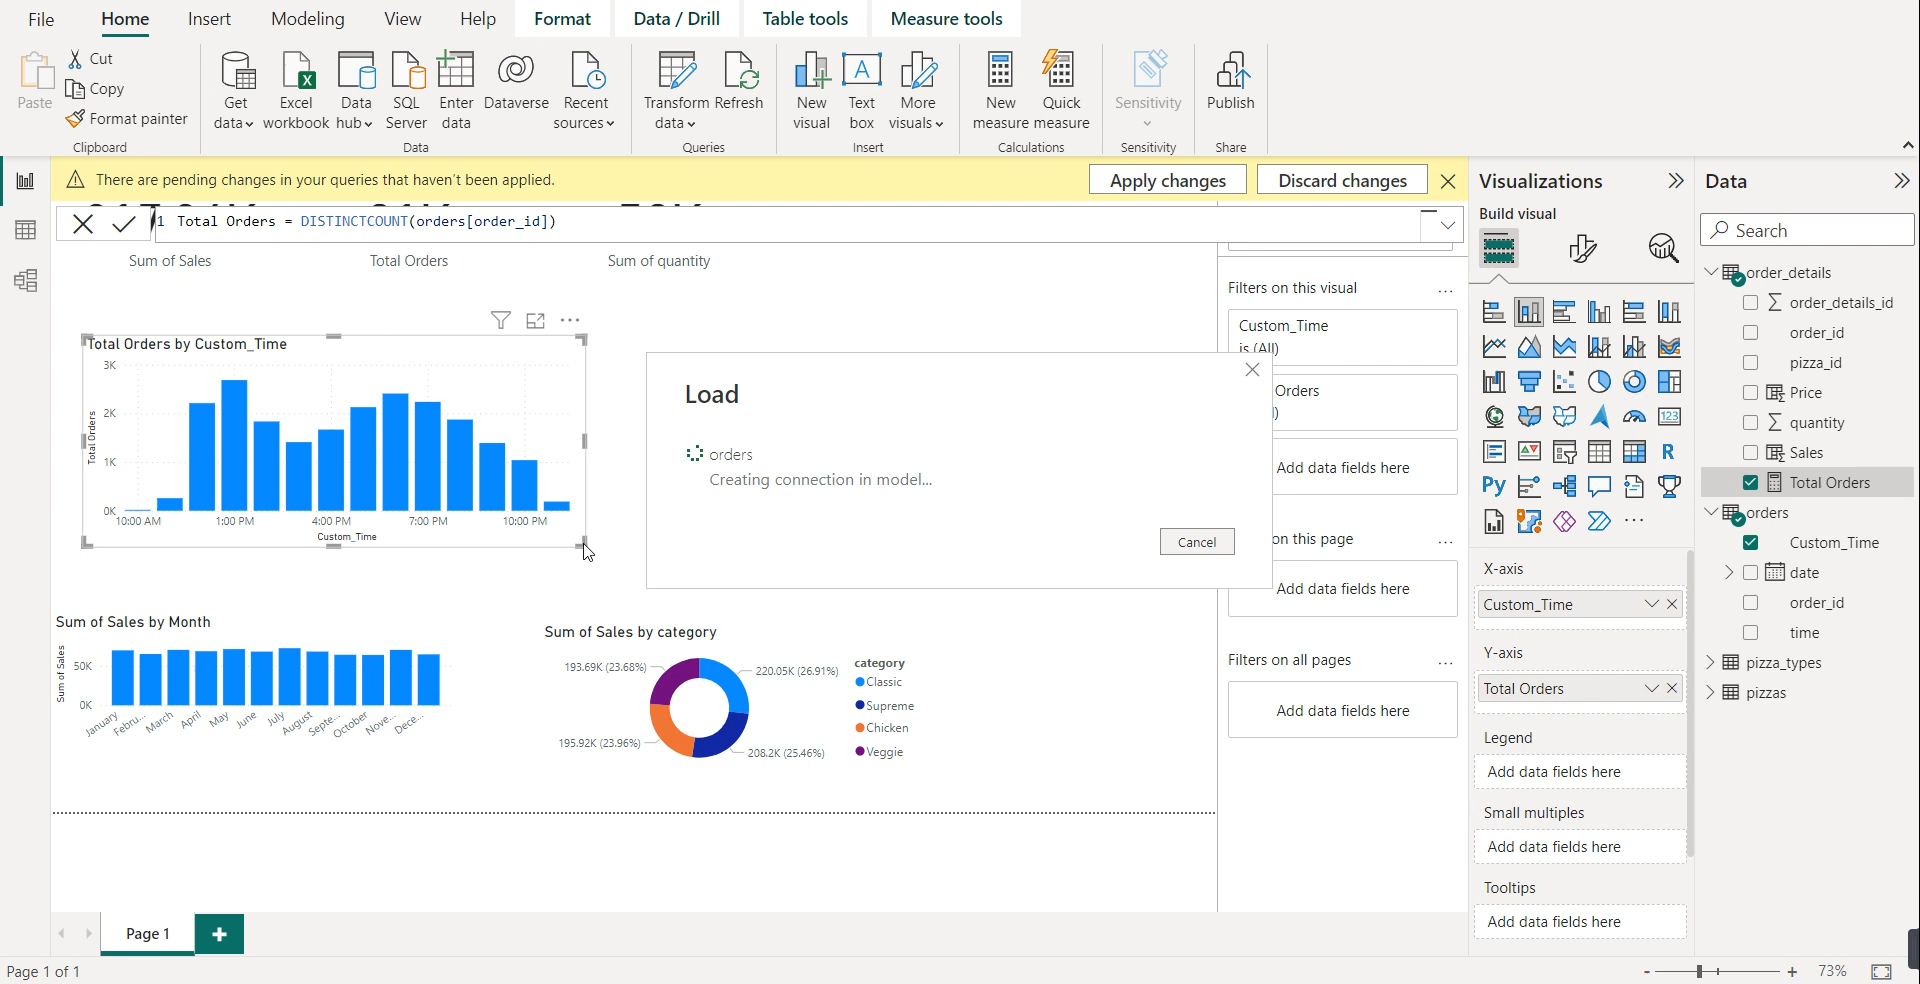 File Home Insert Modeling View Help Format Data / Drill Table tools Measure tools
Paste
Cut
Copy
Format painter
Clipboard
Get data
Excel workbook
Data hub
SQL Server
Enter data
Dataverse
Recent sources
Data
Transform data
Refresh
Queries
New visual
Text box
More visuals
Insert
New measure
Quick measure
Calculations
Sensitivity
Sensitivity
Publish
Share
There are pending changes in your queries that haven't been applied.
Apply changes
Discard changes
1 Total Orders = DISTINCTCOUNT(orders[order_id])
Sum of Sales
Total Orders
Sum of quantity
Total Orders by Custom_Time
3K
2K
1K
0K
Total Orders
10:00 AM 1:00 PM 4:00 PM 7:00 PM 10:00 PM
Custom_Time
Load
orders
Creating connection in model...
Cancel
Sum of Sales by Month
Sum of Sales
50K
0K
January Febru... March April May June July August Septe... October Nove... Dece...
Sum of Sales by category
193.69K (23.68%)
220.05K (26.91%)
195.92K (23.96%)
208.2K (25.46%)
category
Classic
Supreme
Chicken
Veggie
Filters on this visual
Custom_Time
is (All)
Orders
Add data fields here
on this page
Add data fields here
Filters on all pages
Add data fields here
Visualizations
Build visual
123
R
Py
X-axis
Custom_Time
Y-axis
Total Orders
Legend
Add data fields here
Small multiples
Add data fields here
Tooltips
Add data fields here
Data
Search
order_details
order_details_id
order_id
pizza_id
Price
quantity
Sales
Total Orders
orders
Custom_Time
date
order_id
time
pizza_types
pizzas
Page 1
Page 1 of 1
73%